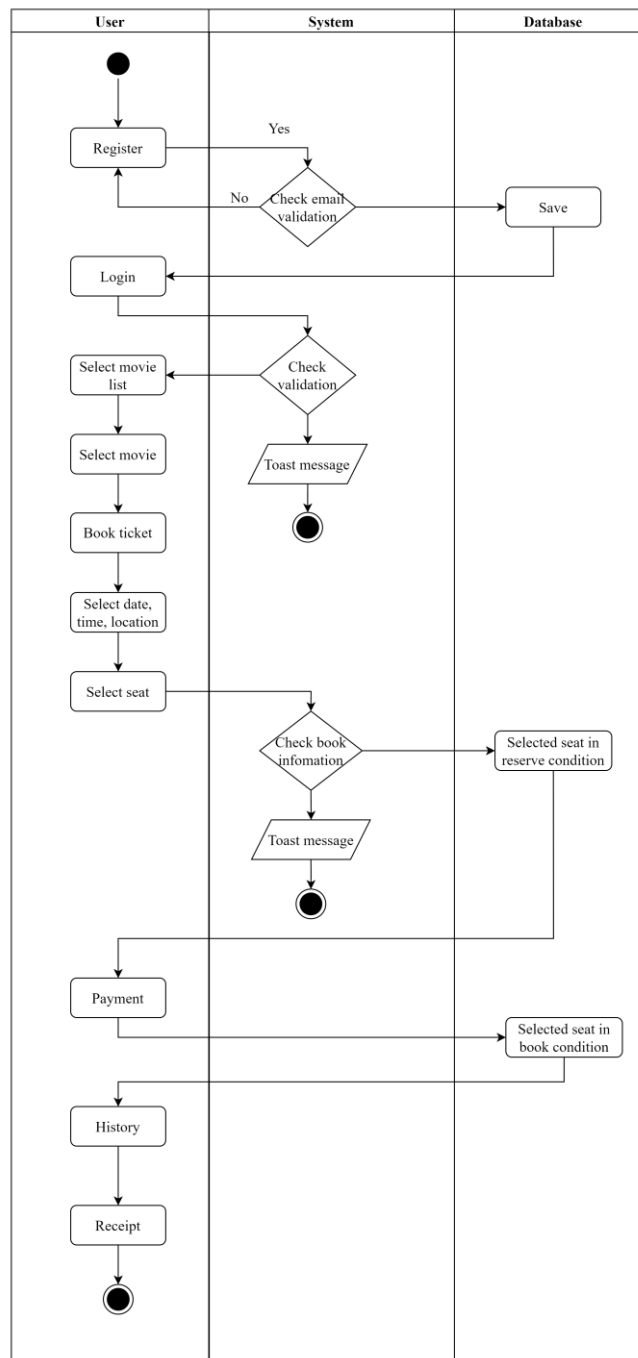 User
System
Database
Yes
Register
No
Check email
validation
Save
Login
Select movie
list
Check
validation
Select movie
Toast message
Book ticket
Select date,
time, location
Select seat
Check book
infomation
Selected seat in
reserve condition
Toast message
Payment
Selected seat in
book condition
History
Receipt